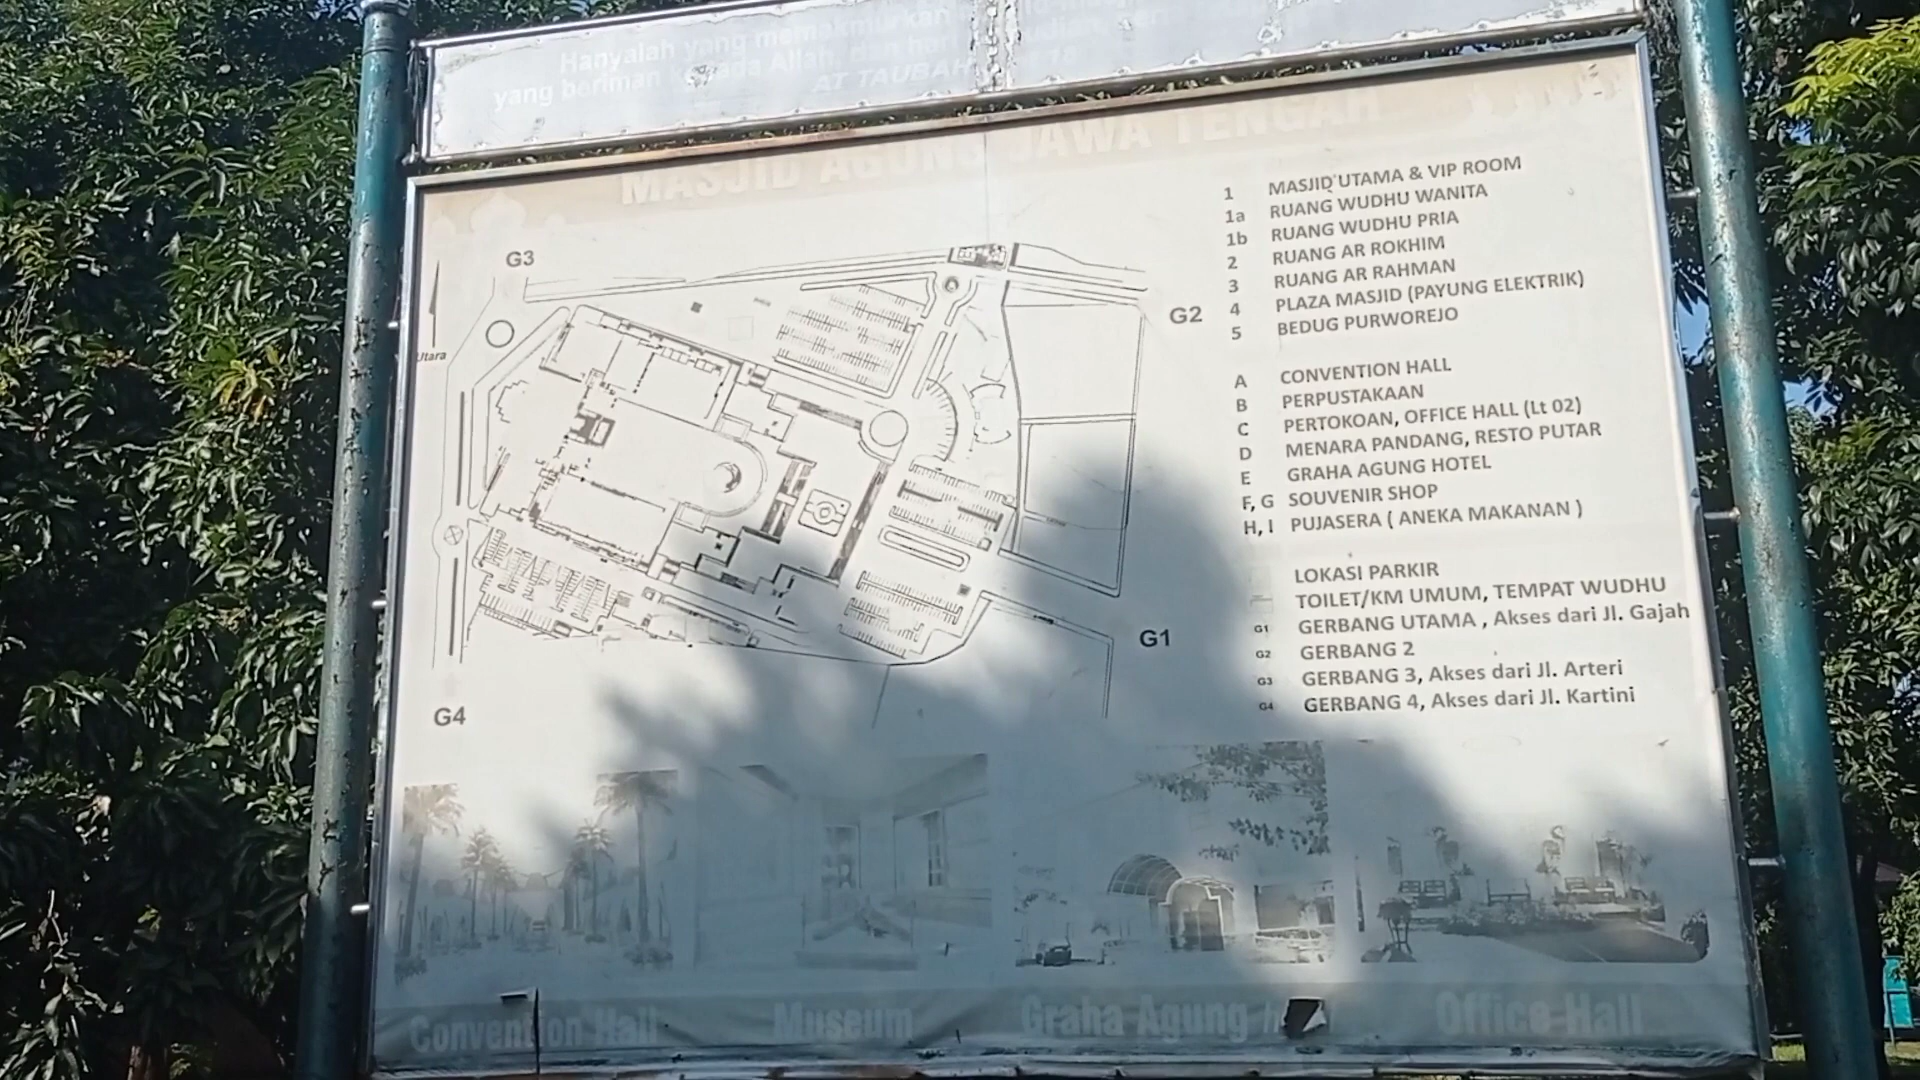 Hanyalah yang memakmurkan
yang beriman kepada Allah, dan hari
AT TAUBAH
MASJID AGUNG JAWA TENGAH
G3
Utara
G2
G1
G4
1 MASJID UTAMA & VIP ROOM
1a RUANG WUDHU WANITA
1b RUANG WUDHU PRIA
2 RUANG AR ROKHIM
3 RUANG AR RAHMAN
4 PLAZA MASJID (PAYUNG ELEKTRIK)
5 BEDUG PURWOREJO
A CONVENTION HALL
B PERPUSTAKAAN
C PERTOKOAN, OFFICE HALL (Lt 02)
D MENARA PANDANG, RESTO PUTAR
E GRAHA AGUNG HOTEL
F, G SOUVENIR SHOP
H, I PUJASERA ( ANEKA MAKANAN )
LOKASI PARKIR
TOILET/KM UMUM, TEMPAT WUDHU
G1 GERBANG UTAMA , Akses dari Jl. Gajah
G2 GERBANG 2
G3 GERBANG 3, Akses dari Jl. Arteri
G4 GERBANG 4, Akses dari Jl. Kartini
Convention Hall
Museum
Graha Agung
Office Hall